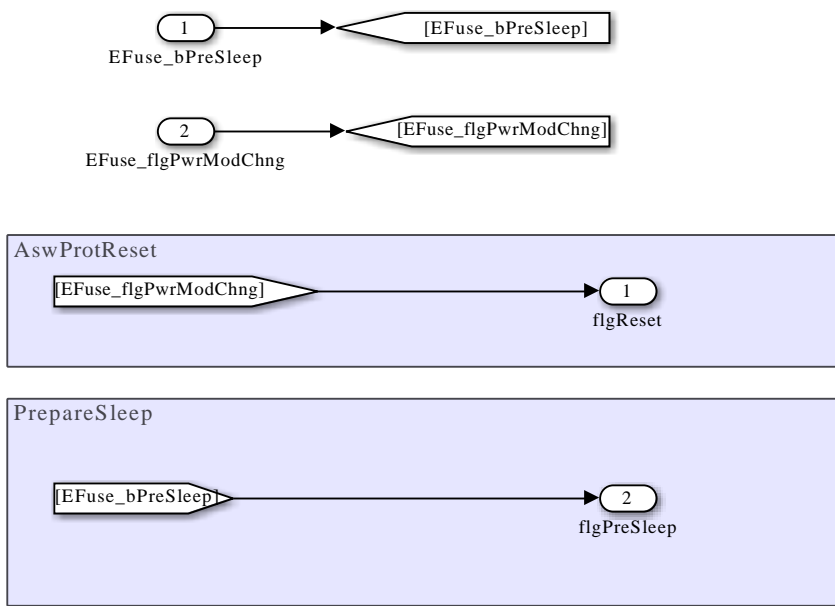 1
[EFuse_bPreSleep]
EFuse_bPreSleep
2
[EFuse_flgPwrModChng]
EFuse_flgPwrModChng
AswProtReset
[EFuse_flgPwrModChng]
1
flgReset
PrepareSleep
[EFuse_bPreSleep]
2
flgPreSleep